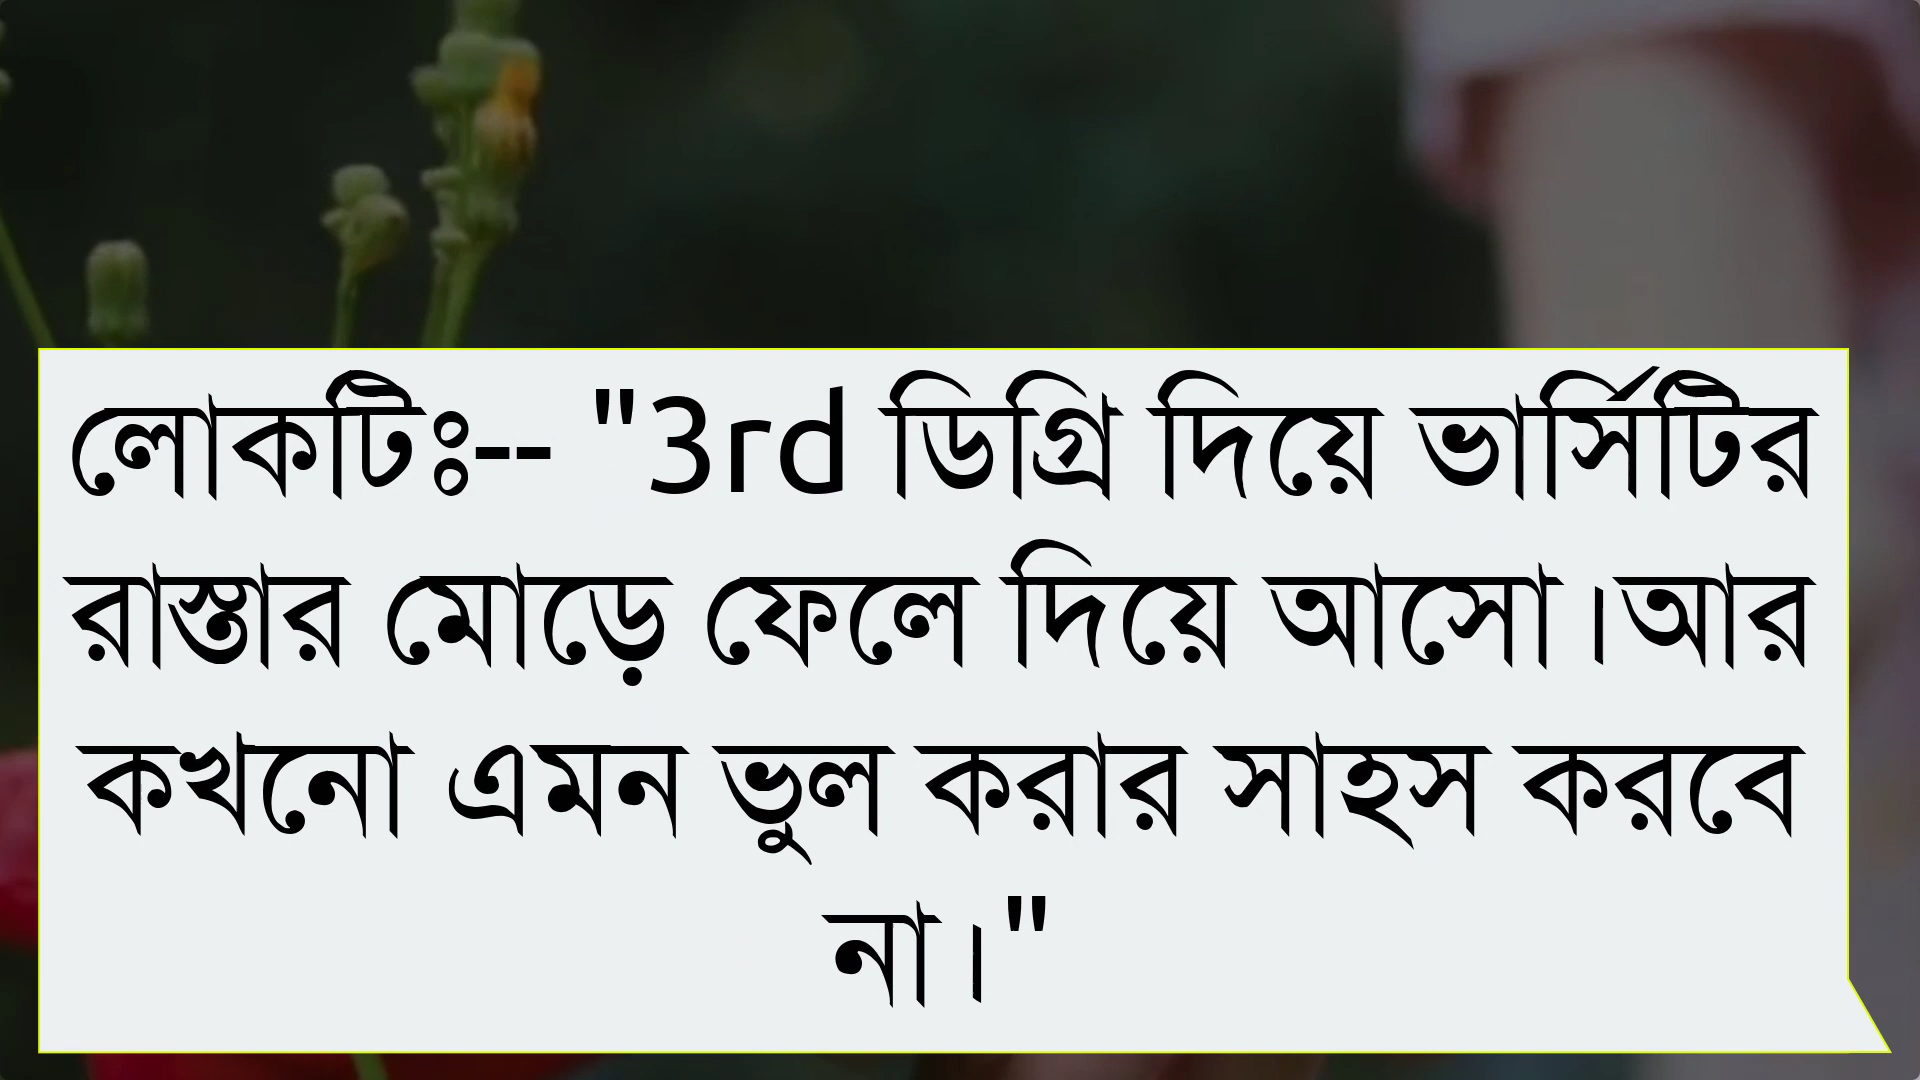 লোকটিঃ-- "3rd ডিগ্রি দিয়ে ভার্সিটির
রাস্তার মোড়ে ফেলে দিয়ে আসো।আর
কখনো এমন ভুল করার সাহস করবে
না।"